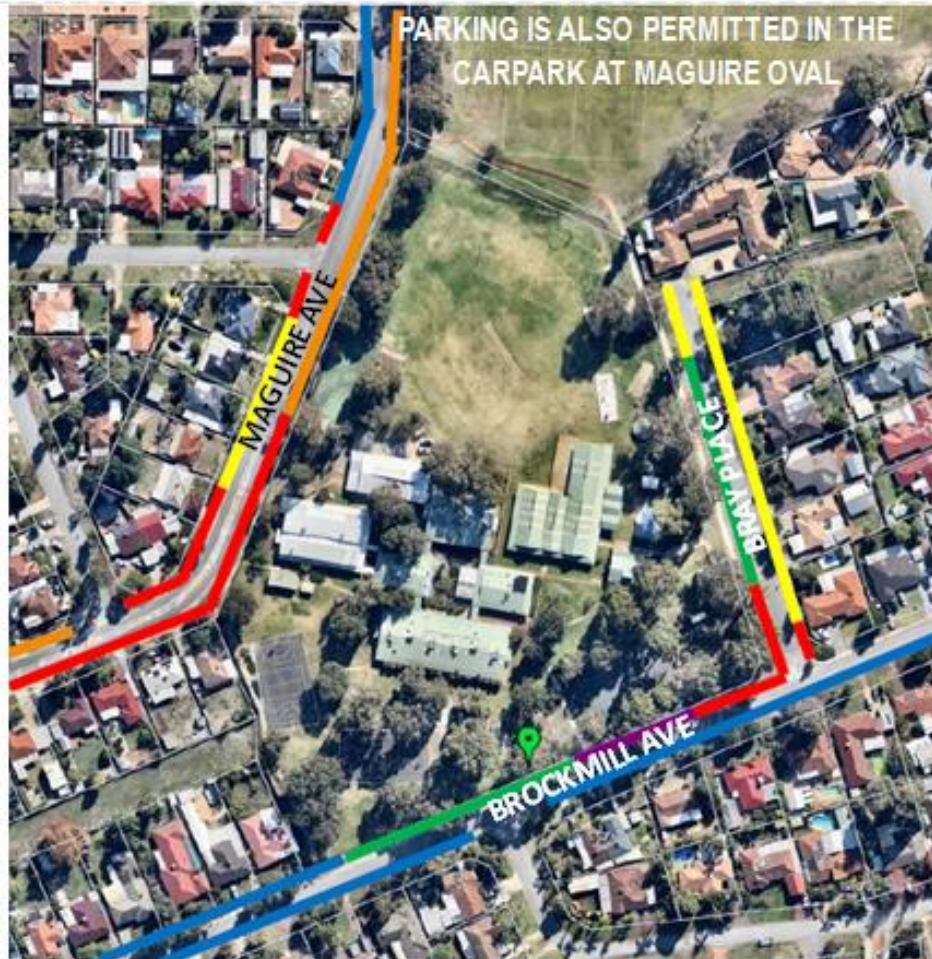 PARKING IS ALSO PERMITTED IN THE
CARPARK AT MAGUIRE OVAL
MAGUIRE AVE
BRAY PLACE
BROCKMILL AVE